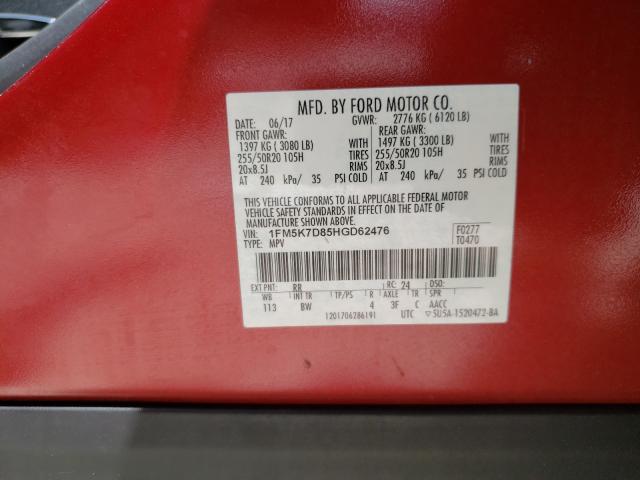 MFD. BY FORD MOTOR CO.
DATE: 06/17 GVWR: 2776 KG ( 6120 LB)
FRONT GAWR: REAR GAWR:
1397 KG ( 3080 LB) WITH 1497 KG ( 3300 LB) WITH
255/50R20 105H TIRES 255/50R20 105H TIRES
20x8.5J RIMS 20x8.5J RIMS
AT 240 kPa/ 35 PSI COLD AT 240 kPa/ 35 PSI COLD
THIS VEHICLE CONFORMS TO ALL APPLICABLE FEDERAL MOTOR
VEHICLE SAFETY STANDARDS IN EFFECT ON THE DATE OF
MANUFACTURE SHOWN ABOVE.
VIN: 1FM5K7D85HGD62476 F0277
TYPE: MPV T0470
EXT PNT: RR RC: 24 DSO:
WB INT TR TP/PS R AXLE TR SPR
113 BW 4 3F C AACC
1201706286191 UTC ▽5U5A-1520472-BA